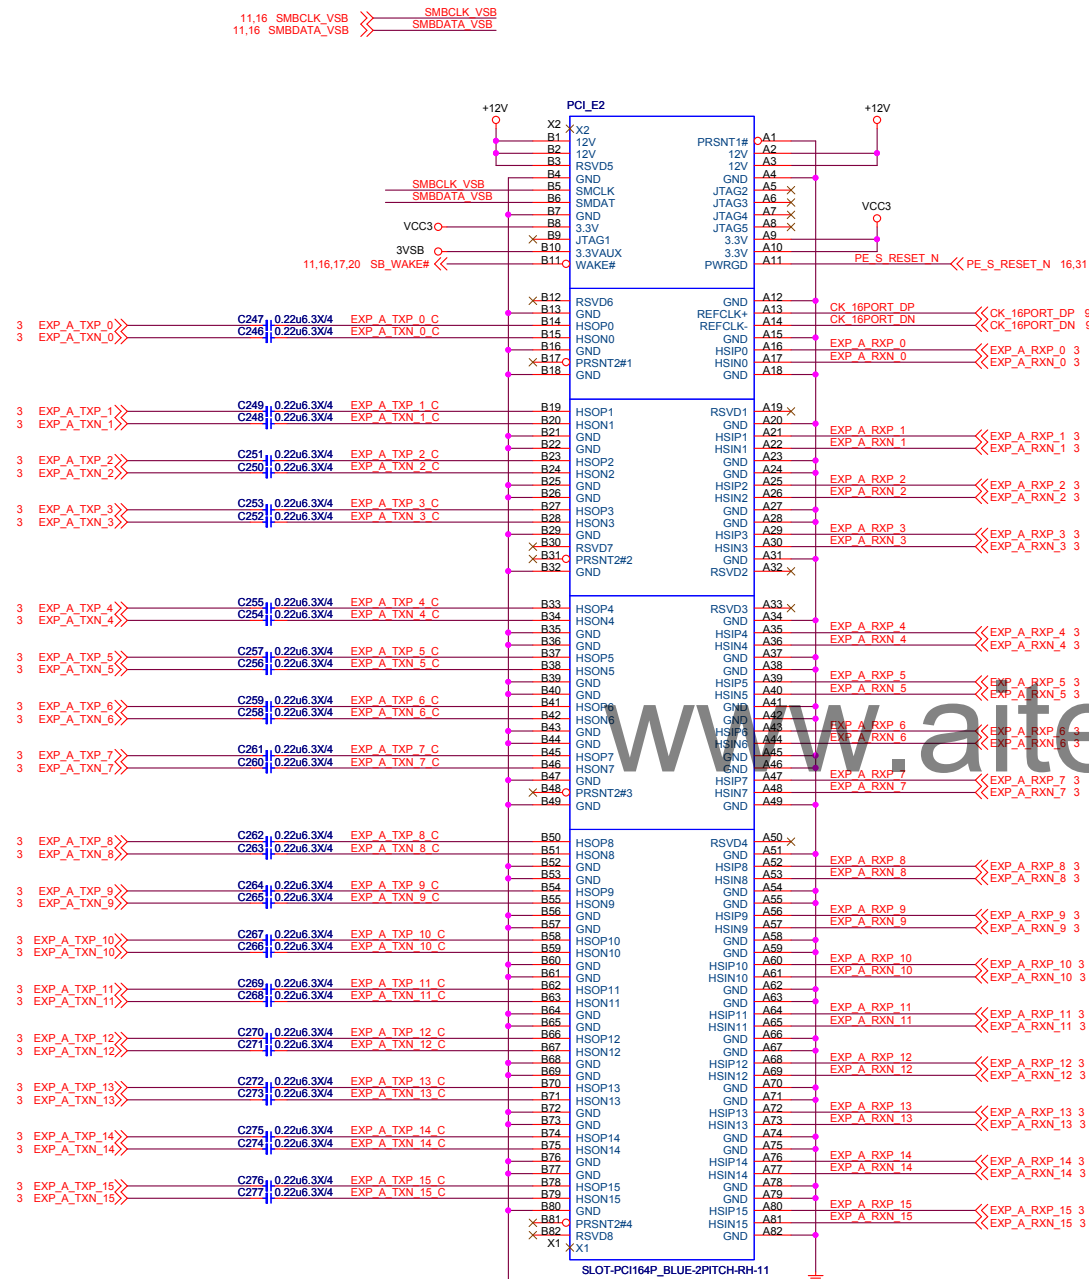 11,16 SMBCLK_VSB SMBCLK_VSB
11,16 SMBDATA_VSB SMBDATA_VSB
+12V PCI_E2 +12V
X2 X2
B1 12V PRSNT1# A1
B2 12V 12V A2
B3 RSVD5 12V A3
B4 GND GND A4
SMBCLK_VSB B5 SMCLK JTAG2 A5
SMBDATA_VSB B6 SMDAT JTAG3 A6
B7 GND JTAG4 A7 VCC3
VCC3 B8 3.3V JTAG5 A8
B9 JTAG1 3.3V A9
3VSB B10 3.3VAUX 3.3V A10
11,16,17,20 SB_WAKE# B11 WAKE# PWRGD A11 PE_S_RESET_N PE_S_RESET_N 16,31
B12 RSVD6 GND A12
B13 GND REFCLK+ A13 CK_16PORT_DP CK_16PORT_DP 9
3 EXP_A_TXP_0 C247 0.22u6.3X/4 EXP_A_TXP_0_C B14 HSOP0 REFCLK- A14 CK_16PORT_DN CK_16PORT_DN 9
3 EXP_A_TXN_0 C246 0.22u6.3X/4 EXP_A_TXN_0_C B15 HSON0 GND A15
B16 GND HSIP0 A16 EXP_A_RXP_0 EXP_A_RXP_0 3
B17 PRSNT2#1 HSIN0 A17 EXP_A_RXN_0 EXP_A_RXN_0 3
B18 GND GND A18
3 EXP_A_TXP_1 C249 0.22u6.3X/4 EXP_A_TXP_1_C B19 HSOP1 RSVD1 A19
3 EXP_A_TXN_1 C248 0.22u6.3X/4 EXP_A_TXN_1_C B20 HSON1 GND A20
B21 GND HSIP1 A21 EXP_A_RXP_1 EXP_A_RXP_1 3
B22 GND HSIN1 A22 EXP_A_RXN_1 EXP_A_RXN_1 3
3 EXP_A_TXP_2 C251 0.22u6.3X/4 EXP_A_TXP_2_C B23 HSOP2 GND A23
3 EXP_A_TXN_2 C250 0.22u6.3X/4 EXP_A_TXN_2_C B24 HSON2 GND A24
B25 GND HSIP2 A25 EXP_A_RXP_2 EXP_A_RXP_2 3
B26 GND HSIN2 A26 EXP_A_RXN_2 EXP_A_RXN_2 3
3 EXP_A_TXP_3 C253 0.22u6.3X/4 EXP_A_TXP_3_C B27 HSOP3 GND A27
3 EXP_A_TXN_3 C252 0.22u6.3X/4 EXP_A_TXN_3_C B28 HSON3 GND A28
B29 GND HSIP3 A29 EXP_A_RXP_3 EXP_A_RXP_3 3
B30 RSVD7 HSIN3 A30 EXP_A_RXN_3 EXP_A_RXN_3 3
B31 PRSNT2#2 GND A31
B32 GND RSVD2 A32
3 EXP_A_TXP_4 C255 0.22u6.3X/4 EXP_A_TXP_4_C B33 HSOP4 RSVD3 A33
3 EXP_A_TXN_4 C254 0.22u6.3X/4 EXP_A_TXN_4_C B34 HSON4 GND A34
B35 GND HSIP4 A35 EXP_A_RXP_4 EXP_A_RXP_4 3
B36 GND HSIN4 A36 EXP_A_RXN_4 EXP_A_RXN_4 3
3 EXP_A_TXP_5 C257 0.22u6.3X/4 EXP_A_TXP_5_C B37 HSOP5 GND A37
3 EXP_A_TXN_5 C256 0.22u6.3X/4 EXP_A_TXN_5_C B38 HSON5 GND A38
B39 GND HSIP5 A39 EXP_A_RXP_5 EXP_A_RXP_5 3
B40 GND HSIN5 A40 EXP_A_RXN_5 EXP_A_RXN_5 3
3 EXP_A_TXP_6 C259 0.22u6.3X/4 EXP_A_TXP_6_C B41 HSOP6 GND A41
3 EXP_A_TXN_6 C258 0.22u6.3X/4 EXP_A_TXN_6_C B42 HSON6 GND A42
B43 GND HSIP6 A43 EXP_A_RXP_6 EXP_A_RXP_6 3
B44 GND HSIN6 A44 EXP_A_RXN_6 EXP_A_RXN_6 3
www.aite
3 EXP_A_TXP_7 C261 0.22u6.3X/4 EXP_A_TXP_7_C B45 HSOP7 GND A45
3 EXP_A_TXN_7 C260 0.22u6.3X/4 EXP_A_TXN_7_C B46 HSON7 GND A46
B47 GND HSIP7 A47 EXP_A_RXP_7 EXP_A_RXP_7 3
B48 PRSNT2#3 HSIN7 A48 EXP_A_RXN_7 EXP_A_RXN_7 3
B49 GND GND A49
3 EXP_A_TXP_8 C262 0.22u6.3X/4 EXP_A_TXP_8_C B50 HSOP8 RSVD4 A50
3 EXP_A_TXN_8 C263 0.22u6.3X/4 EXP_A_TXN_8_C B51 HSON8 GND A51
B52 GND HSIP8 A52 EXP_A_RXP_8 EXP_A_RXP_8 3
B53 GND HSIN8 A53 EXP_A_RXN_8 EXP_A_RXN_8 3
3 EXP_A_TXP_9 C264 0.22u6.3X/4 EXP_A_TXP_9_C B54 HSOP9 GND A54
3 EXP_A_TXN_9 C265 0.22u6.3X/4 EXP_A_TXN_9_C B55 HSON9 GND A55
B56 GND HSIP9 A56 EXP_A_RXP_9 EXP_A_RXP_9 3
B57 GND HSIN9 A57 EXP_A_RXN_9 EXP_A_RXN_9 3
3 EXP_A_TXP_10 C267 0.22u6.3X/4 EXP_A_TXP_10_C B58 HSOP10 GND A58
3 EXP_A_TXN_10 C266 0.22u6.3X/4 EXP_A_TXN_10_C B59 HSON10 GND A59
B60 GND HSIP10 A60 EXP_A_RXP_10 EXP_A_RXP_10 3
B61 GND HSIN10 A61 EXP_A_RXN_10 EXP_A_RXN_10 3
3 EXP_A_TXP_11 C269 0.22u6.3X/4 EXP_A_TXP_11_C B62 HSOP11 GND A62
3 EXP_A_TXN_11 C268 0.22u6.3X/4 EXP_A_TXN_11_C B63 HSON11 GND A63
B64 GND HSIP11 A64 EXP_A_RXP_11 EXP_A_RXP_11 3
B65 GND HSIN11 A65 EXP_A_RXN_11 EXP_A_RXN_11 3
3 EXP_A_TXP_12 C270 0.22u6.3X/4 EXP_A_TXP_12_C B66 HSOP12 GND A66
3 EXP_A_TXN_12 C271 0.22u6.3X/4 EXP_A_TXN_12_C B67 HSON12 GND A67
B68 GND HSIP12 A68 EXP_A_RXP_12 EXP_A_RXP_12 3
B69 GND HSIN12 A69 EXP_A_RXN_12 EXP_A_RXN_12 3
3 EXP_A_TXP_13 C272 0.22u6.3X/4 EXP_A_TXP_13_C B70 HSOP13 GND A70
3 EXP_A_TXN_13 C273 0.22u6.3X/4 EXP_A_TXN_13_C B71 HSON13 GND A71
B72 GND HSIP13 A72 EXP_A_RXP_13 EXP_A_RXP_13 3
B73 GND HSIN13 A73 EXP_A_RXN_13 EXP_A_RXN_13 3
3 EXP_A_TXP_14 C275 0.22u6.3X/4 EXP_A_TXP_14_C B74 HSOP14 GND A74
3 EXP_A_TXN_14 C274 0.22u6.3X/4 EXP_A_TXN_14_C B75 HSON14 GND A75
B76 GND HSIP14 A76 EXP_A_RXP_14 EXP_A_RXP_14 3
B77 GND HSIN14 A77 EXP_A_RXN_14 EXP_A_RXN_14 3
3 EXP_A_TXP_15 C276 0.22u6.3X/4 EXP_A_TXP_15_C B78 HSOP15 GND A78
3 EXP_A_TXN_15 C277 0.22u6.3X/4 EXP_A_TXN_15_C B79 HSON15 GND A79
B80 GND HSIP15 A80 EXP_A_RXP_15 EXP_A_RXP_15 3
B81 PRSNT2#4 HSIN15 A81 EXP_A_RXN_15 EXP_A_RXN_15 3
B82 RSVD8 GND A82
X1 X1
SLOT-PCI164P_BLUE-2PITCH-RH-11